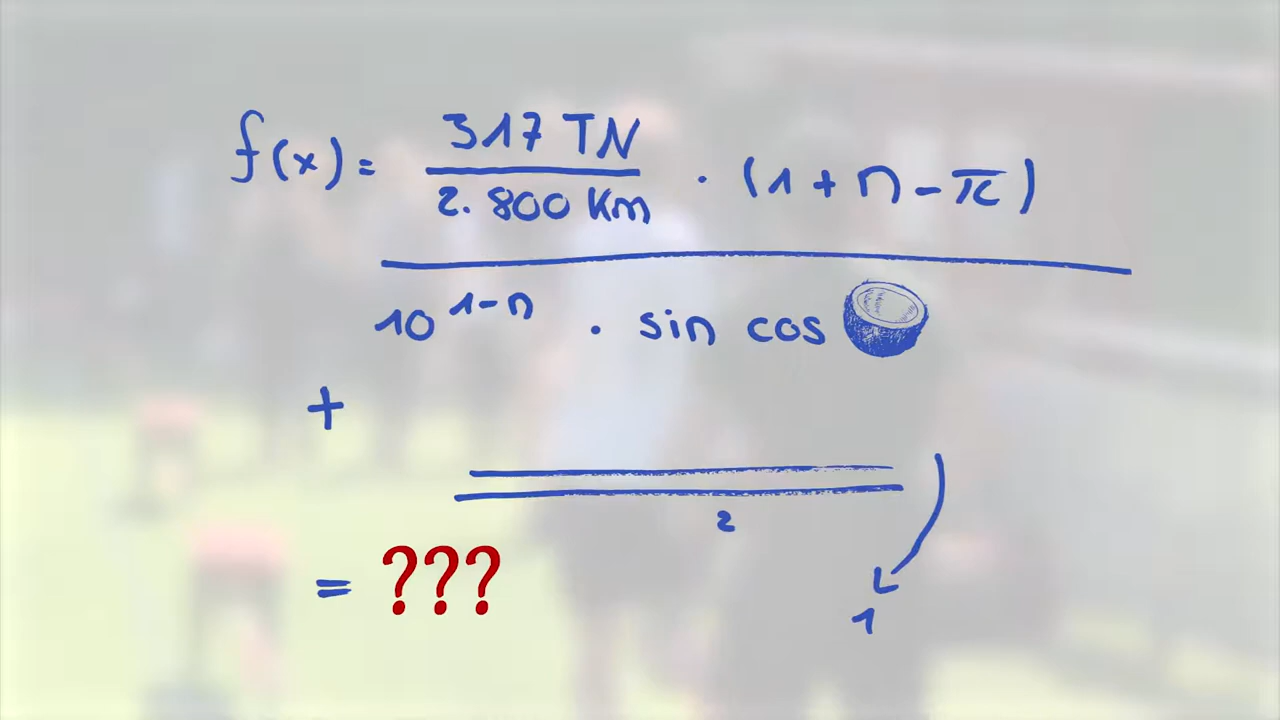 f(x) = 317 TN
2.800 Km · (1 + n - π)
10^1-n · sin cos
+
2
= ???
1